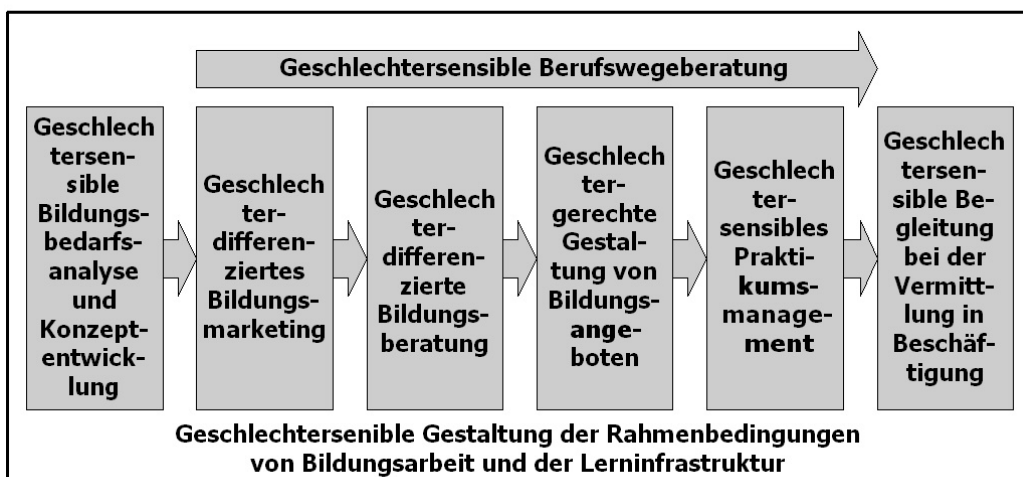 Geschlechtersensible Berufswegeberatung
Geschlech
tersen-
sible
Bildungs-
bedarfs-
analyse
und
Konzept-
entwick-
lung
Geschlech
ter-
differen-
ziertes
Bildungs-
marketing
Geschlech
ter-
differen-
zierte
Bildungs-
beratung
Geschlech
ter-
gerechte
Gestal-
tung von
Bildungs-
ange-
boten
Geschlech
ter-
sensibles
Prakti-
kums-
manage-
ment
Geschlech
tersen-
sible Be-
gleitung
bei der
Vermitt-
lung in
Beschäf-
tigung
Geschlechtersenible Gestaltung der Rahmenbedingungen
von Bildungsarbeit und der Lerninfrastruktur